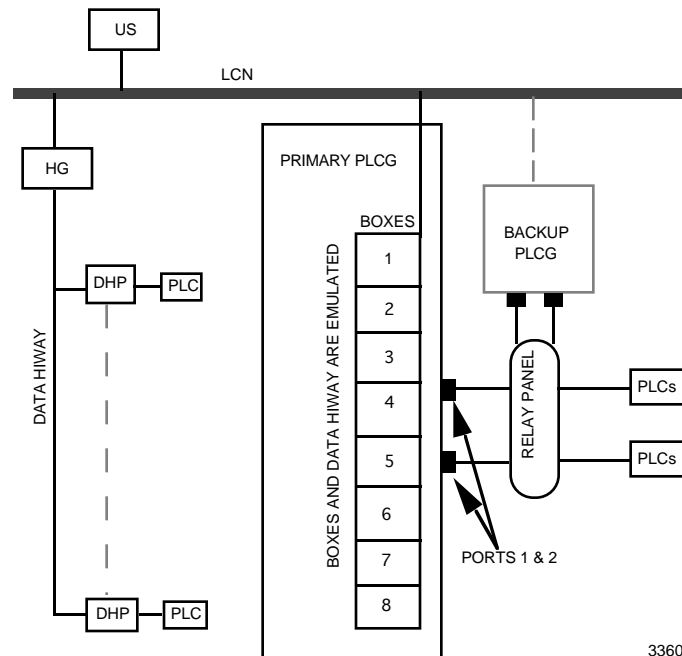 US
LCN
HG
PRIMARY PLCG
BOXES
BACKUP
PLCG
DHP
PLC
DATA HIWAY
BOXES AND DATA HIWAY ARE EMULATED
1
2
3
4
5
6
7
8
RELAY PANEL
PLCs
PLCs
PORTS 1 & 2
DHP
PLC
3360